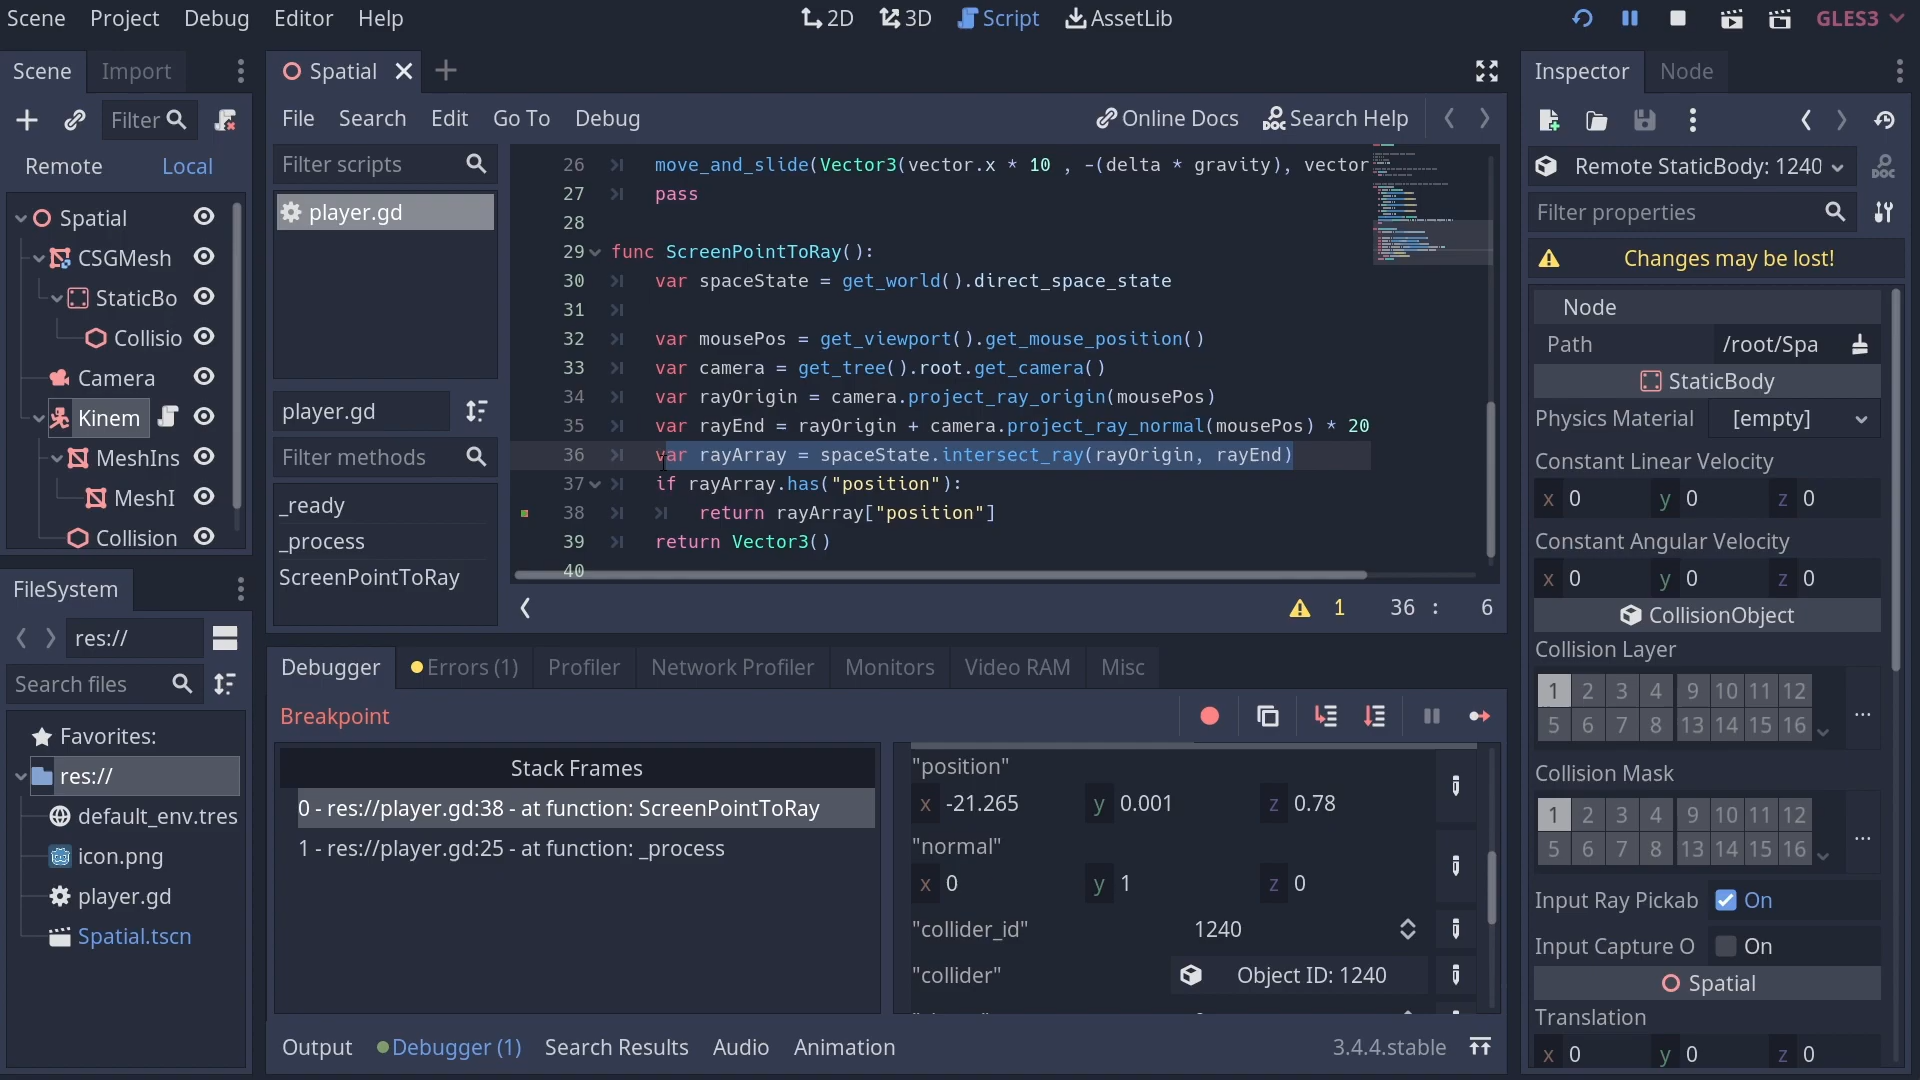 Scene Project Debug Editor Help 2D 3D Script AssetLib GLES3
Scene Import
Filter
Remote Local
Spatial
CSGMesh
StaticBo
Collisio
Camera
Kinem
MeshIns
MeshI
Collision
FileSystem
res://
Search files
Favorites:
res://
default_env.tres
icon.png
player.gd
Spatial.tscn
Spatial
File Search Edit Go To Debug Online Docs Search Help
Filter scripts
player.gd
player.gd
Filter methods
_ready
_process
ScreenPointToRay
26 move_and_slide(Vector3(vector.x * 10 , -(delta * gravity), vector
27 pass
28
29 func ScreenPointToRay():
30 var spaceState = get_world().direct_space_state
31
32 var mousePos = get_viewport().get_mouse_position()
33 var camera = get_tree().root.get_camera()
34 var rayOrigin = camera.project_ray_origin(mousePos)
35 var rayEnd = rayOrigin + camera.project_ray_normal(mousePos) * 20
36 var rayArray = spaceState.intersect_ray(rayOrigin, rayEnd)
37 if rayArray.has("position"):
38 return rayArray["position"]
39 return Vector3()
40
1 36 : 6
Debugger Errors (1) Profiler Network Profiler Monitors Video RAM Misc
Breakpoint
Stack Frames
0 - res://player.gd:38 - at function: ScreenPointToRay
1 - res://player.gd:25 - at function: _process
"position"
x -21.265 y 0.001 z 0.78
"normal"
x 0 y 1 z 0
"collider_id" 1240
"collider" Object ID: 1240
Output Debugger (1) Search Results Audio Animation 3.4.4.stable
Inspector Node
Remote StaticBody: 1240 DOC
Filter properties
Changes may be lost!
Node
Path /root/Spa
StaticBody
Physics Material [empty]
Constant Linear Velocity
x 0 y 0 z 0
Constant Angular Velocity
x 0 y 0 z 0
CollisionObject
Collision Layer
1 2 3 4 9 10 11 12
5 6 7 8 13 14 15 16
Collision Mask
1 2 3 4 9 10 11 12
5 6 7 8 13 14 15 16
Input Ray Pickab On
Input Capture O On
Spatial
Translation
x 0 y 0 z 0